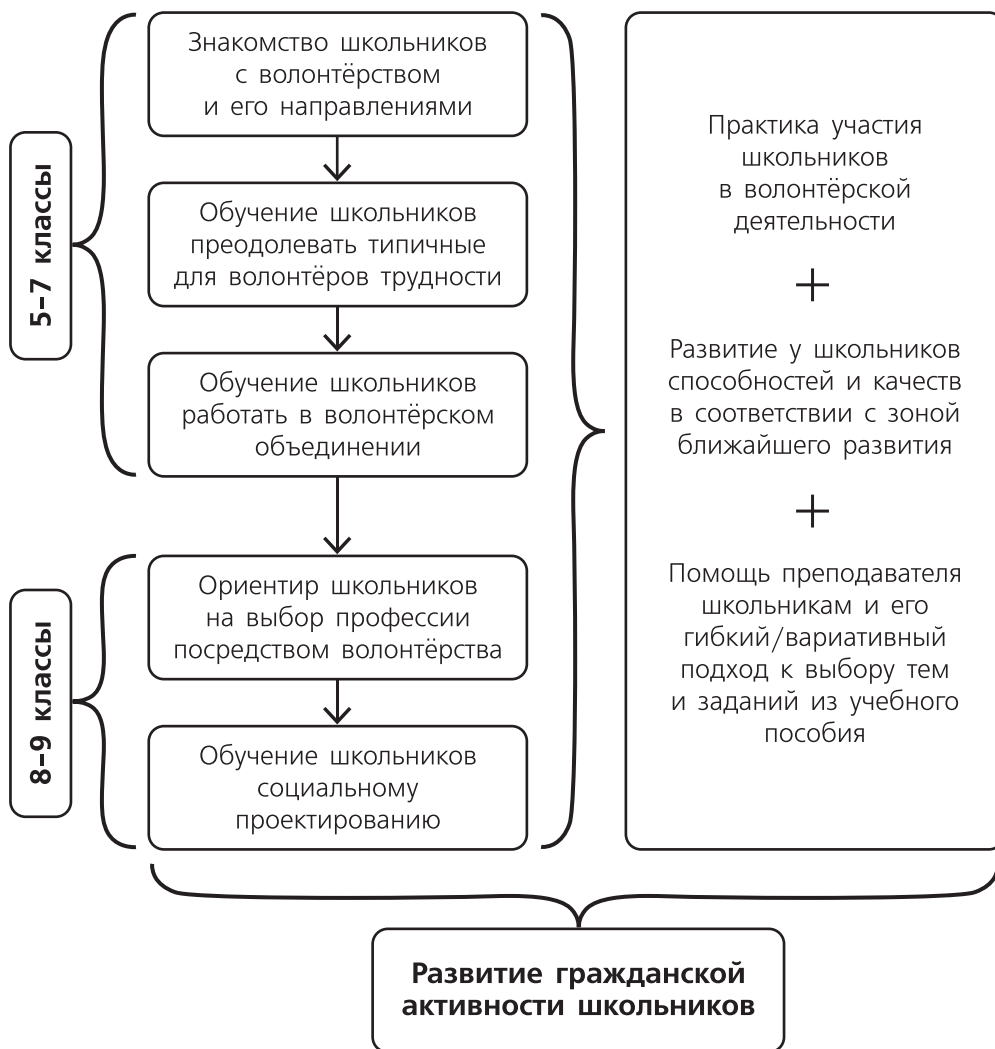 5–7 классы
Знакомство школьников
с волонтёрством
и его направлениями
Обучение школьников
преодолевать типичные
для волонтёров трудности
Обучение школьников
работать в волонтёрском
объединении
8–9 классы
Ориентир школьников
на выбор профессии
посредством волонтёрства
Обучение школьников
социальному
проектированию
Практика участия
школьников
в волонтёрской
деятельности
+
Развитие у школьников
способностей и качеств
в соответствии с зоной
ближайшего развития
+
Помощь преподавателя
школьникам и его
гибкий/вариативный
подход к выбору тем
и заданий из учебного
пособия
Развитие гражданской
активности школьников